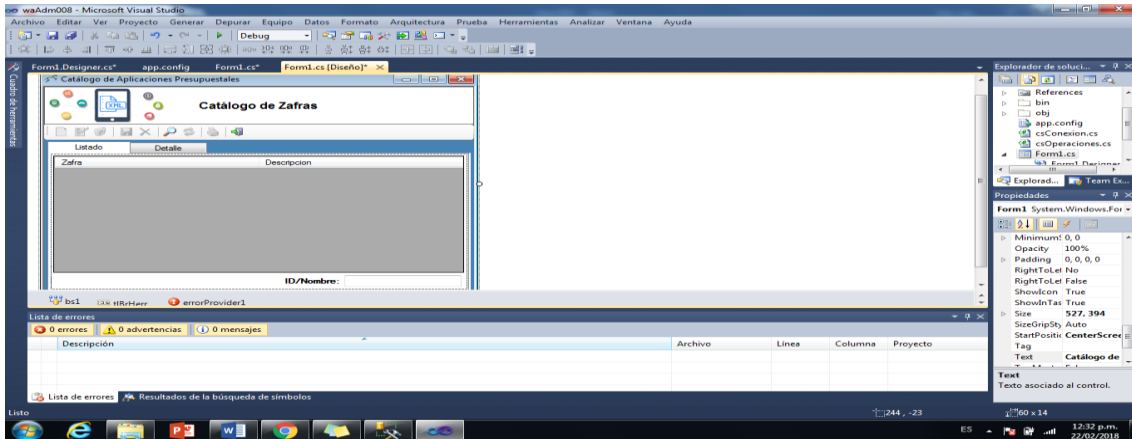 waAdm008 - Microsoft Visual Studio
Archivo Editar Ver Proyecto Generar Depurar Equipo Datos Formato Arquitectura Prueba Herramientas Analizar Ventana Ayuda
Debug
Form1.Designer.cs* app.config Form1.cs* Form1.cs [Diseño]*
Cuadro de herramientas
Catálogo de Aplicaciones Presupuestales
XML
Catálogo de Zafras
Listado Detalle
Zafra Descripcion
ID/Nombre:
bs1 tlBrHerr errorProvider1
Lista de errores
0 errores 0 advertencias 0 mensajes
Descripción Archivo Línea Columna Proyecto
Lista de errores Resultados de la búsqueda de símbolos
Explorador de soluci...
References
bin
obj
app.config
csConexion.cs
csOperaciones.cs
Form1.cs
Form1.Designer
Explorad... Team Ex...
Propiedades
Form1 System.Windows.For
Minimum! 0, 0
Opacity 100%
Padding 0, 0, 0, 0
RightToLef No
RightToLef False
ShowIcon True
ShowInTas True
Size 527, 394
SizeGripSty Auto
StartPositic CenterScree
Tag
Text Catálogo de
Text
Texto asociado al control.
Listo 244 , -23 60 x 14
ES 12:32 p.m.
22/02/2018